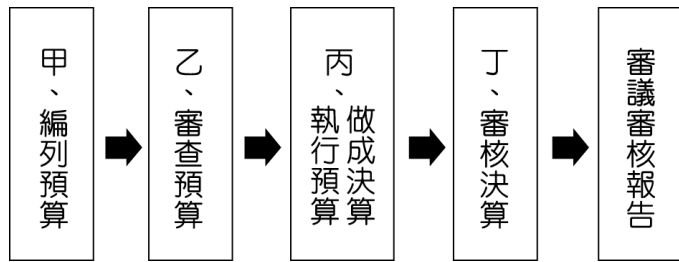 甲、編列預算
乙、審查預算
丙、執行預算
做成決算
丁、審核決算
審議審核報告